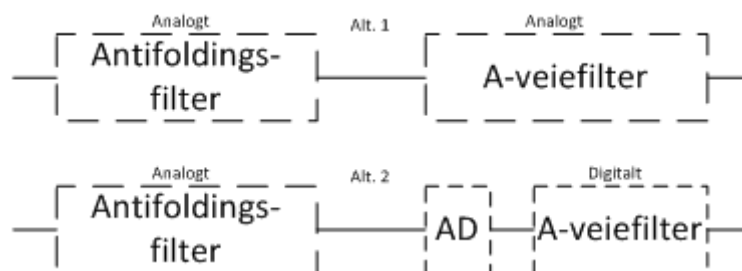 Analogt
Alt. 1
Analogt
Antifoldings-
filter
A-veiefilter
Analogt
Alt. 2
Digitalt
Antifoldings-
filter
AD
A-veiefilter